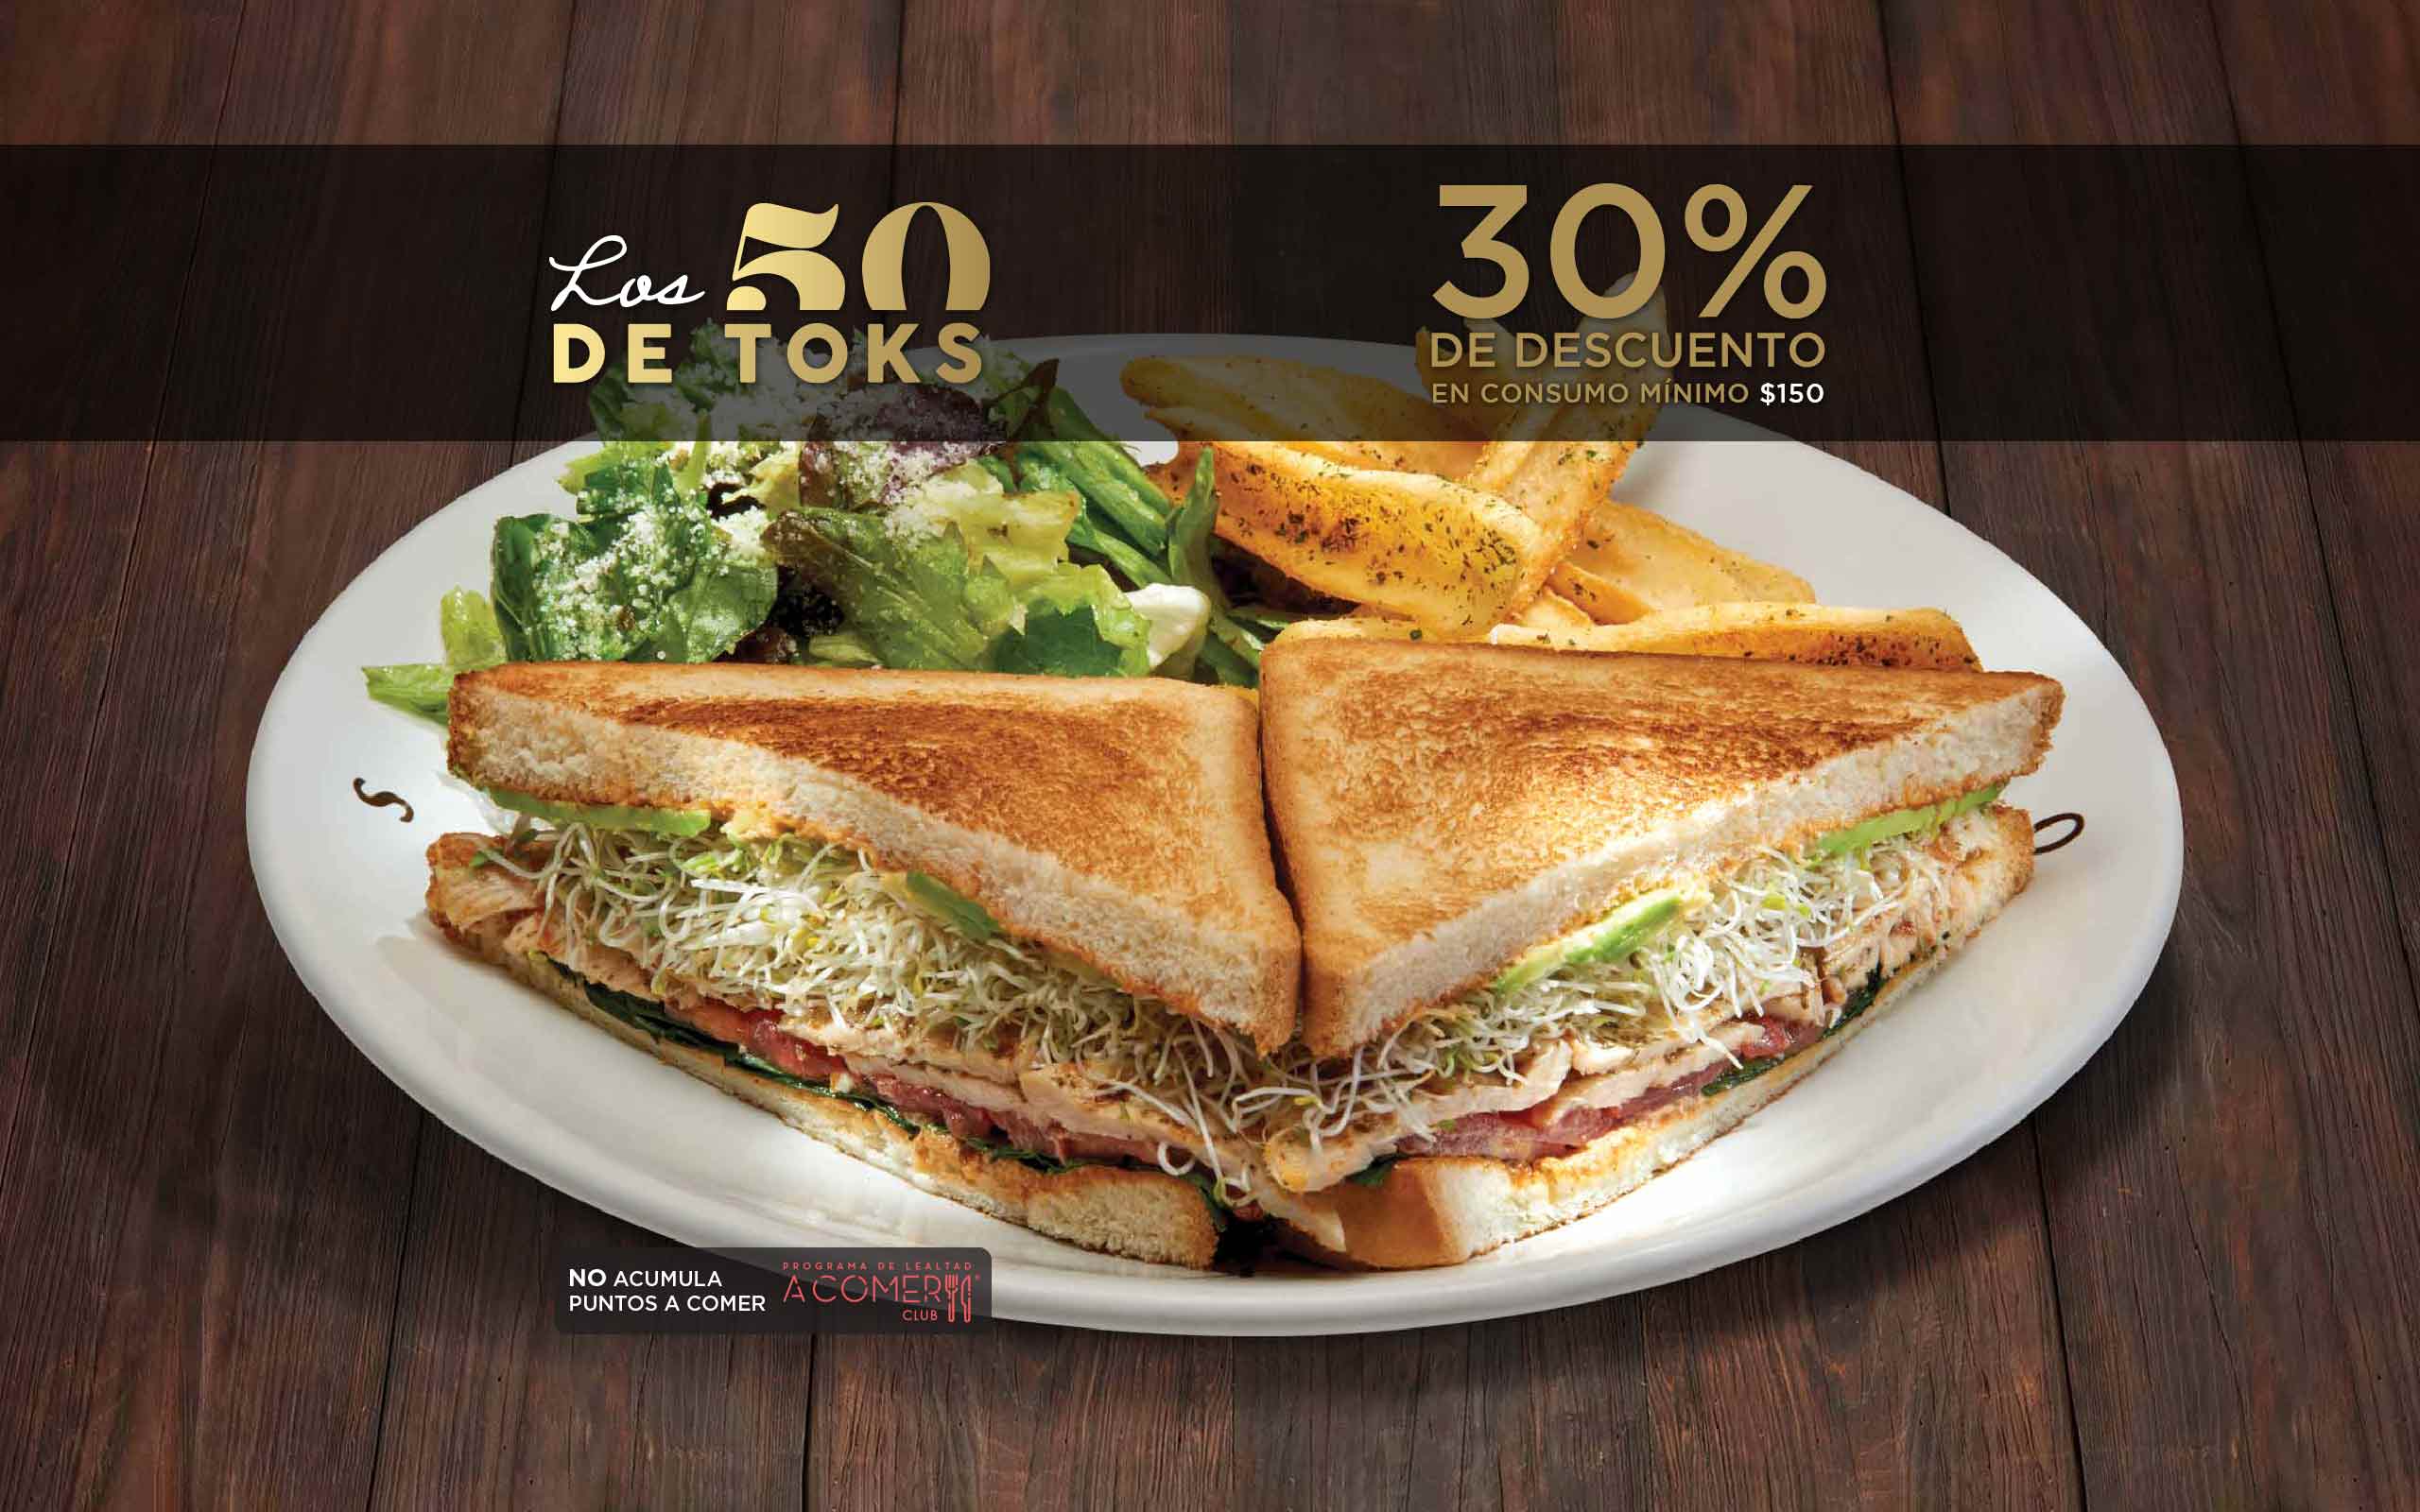 Los 50
DE TOKS
30%
DE DESCUENTO
EN CONSUMO MÍNIMO $150
NO ACUMULA
PUNTOS A COMER
PROGRAMA DE LEALTAD
A COMER
CLUB